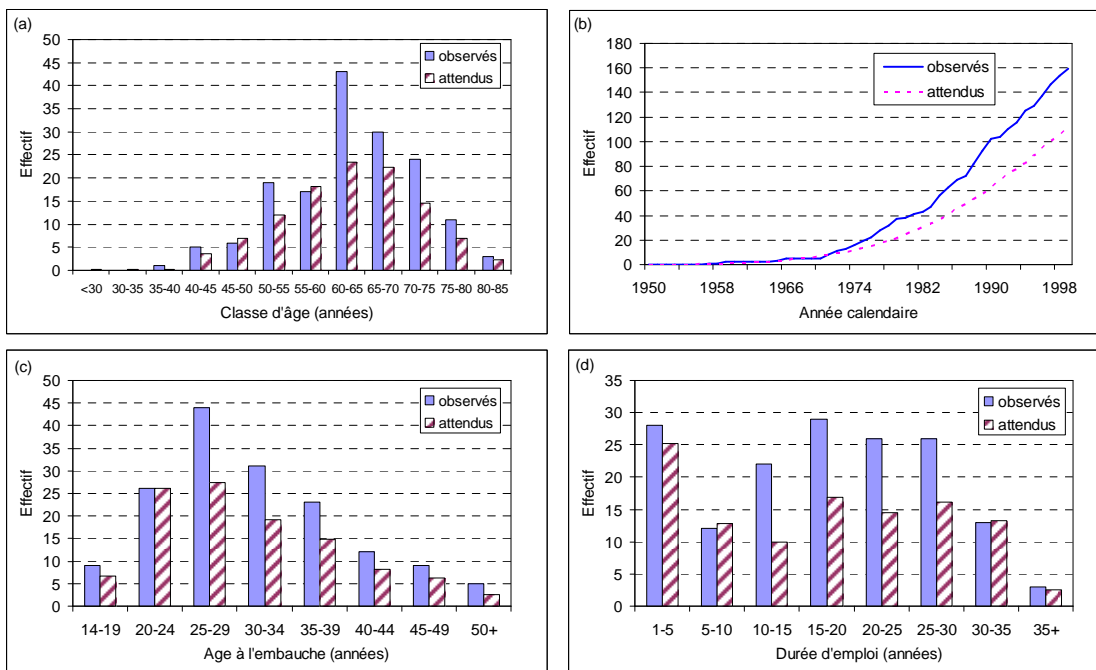 (a)
50
45
40
35
30
25
20
15
10
5
0
Effectif
observés
attendus
<30 30-35 35-40 40-45 45-50 50-55 55-60 60-65 65-70 70-75 75-80 80-85
Classe d'âge (années)
(b)
180
160
140
120
100
80
60
40
20
0
Effectif
observés
attendus
1950 1958 1966 1974 1982 1990 1998
Année calendaire
(c)
50
45
40
35
30
25
20
15
10
5
0
Effectif
observés
attendus
14-19 20-24 25-29 30-34 35-39 40-44 45-49 50+
Age à l'embauche (années)
(d)
35
30
25
20
15
10
5
0
Effectif
observés
attendus
1-5 5-10 10-15 15-20 20-25 25-30 30-35 35+
Durée d'emploi (années)